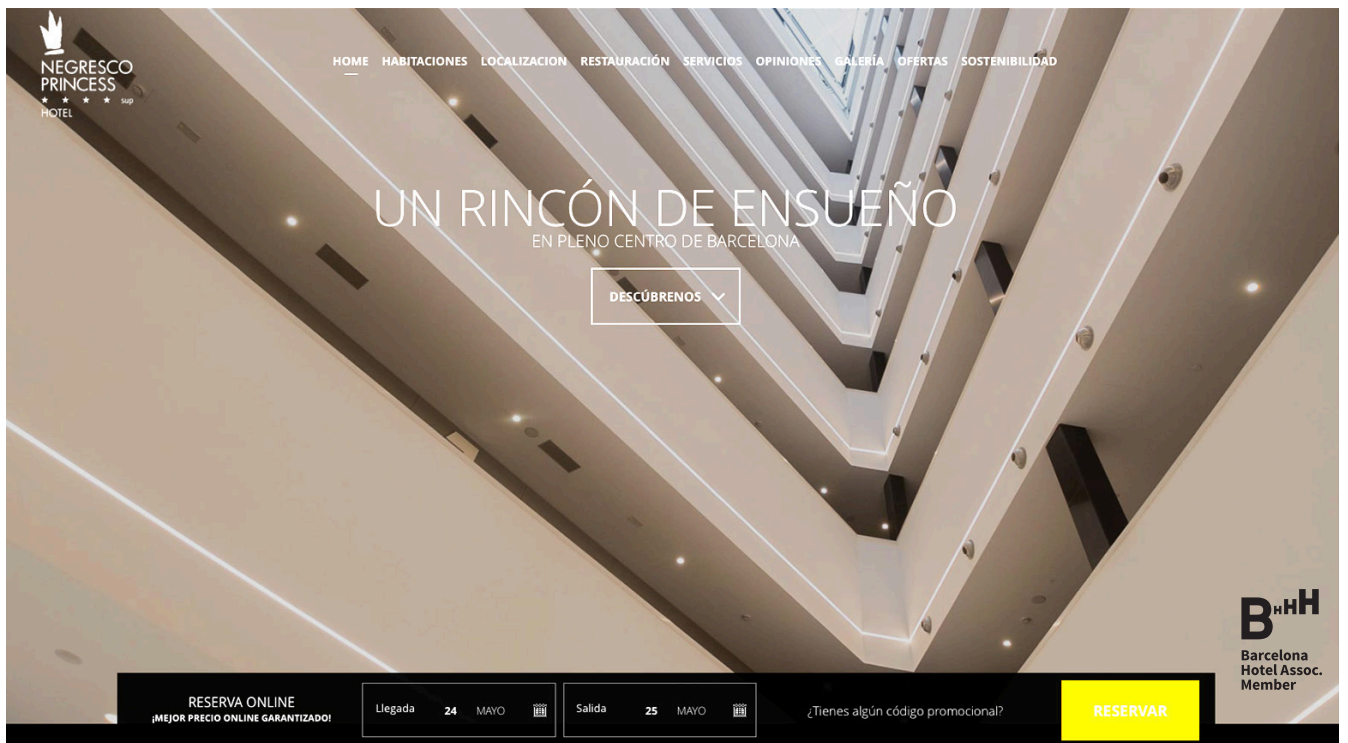 NEGRESCO
PRINCESS
sup
HOTEL
HOME HABITACIONES LOCALIZACION RESTAURACIÓN SERVICIOS OPINIONES GALERÍA OFERTAS SOSTENIBILIDAD
UN RINCÓN DE ENSUEÑO
EN PLENO CENTRO DE BARCELONA
DESCÚBRENOS
BHHH
Barcelona
Hotel Assoc.
Member
RESERVA ONLINE
¡MEJOR PRECIO ONLINE GARANTIZADO!
Llegada 24 MAYO
Salida 25 MAYO
¿Tienes algún código promocional?
RESERVAR